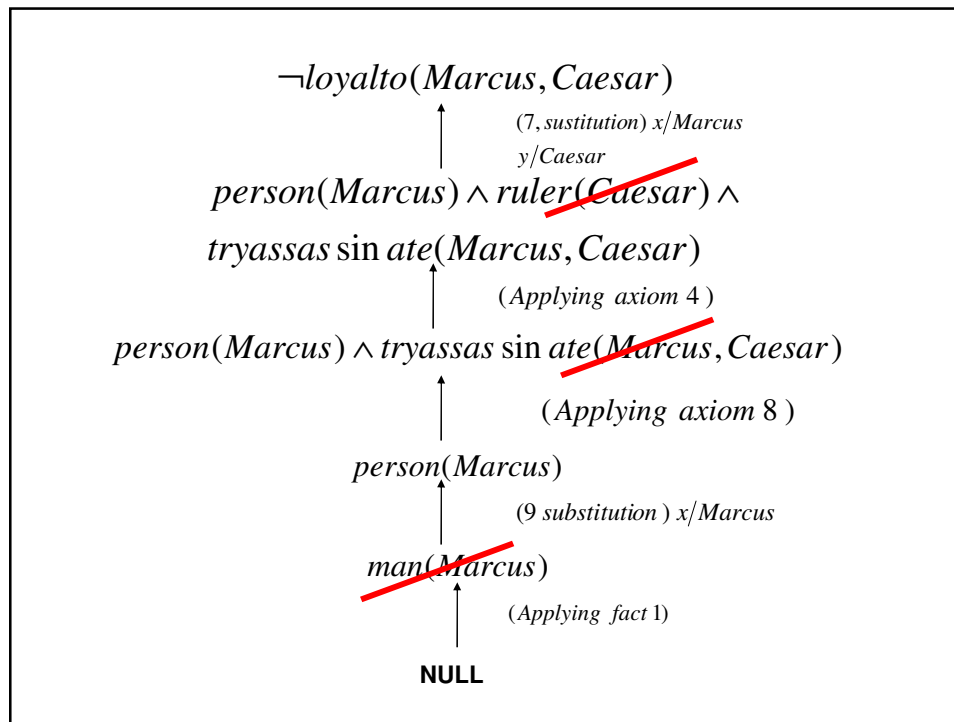 ¬loyalto(Marcus,Caesar)
(7, sustitution) x/Marcus
y/Caesar
person(Marcus) ∧ ruler(Caesar) ∧
tryassas sin ate(Marcus,Caesar)
(Applying axiom 4 )
person(Marcus) ∧ tryassas sin ate(Marcus,Caesar)
(Applying axiom 8 )
person(Marcus)
(9 substitution ) x/Marcus
man(Marcus)
(Applying fact 1)
NULL